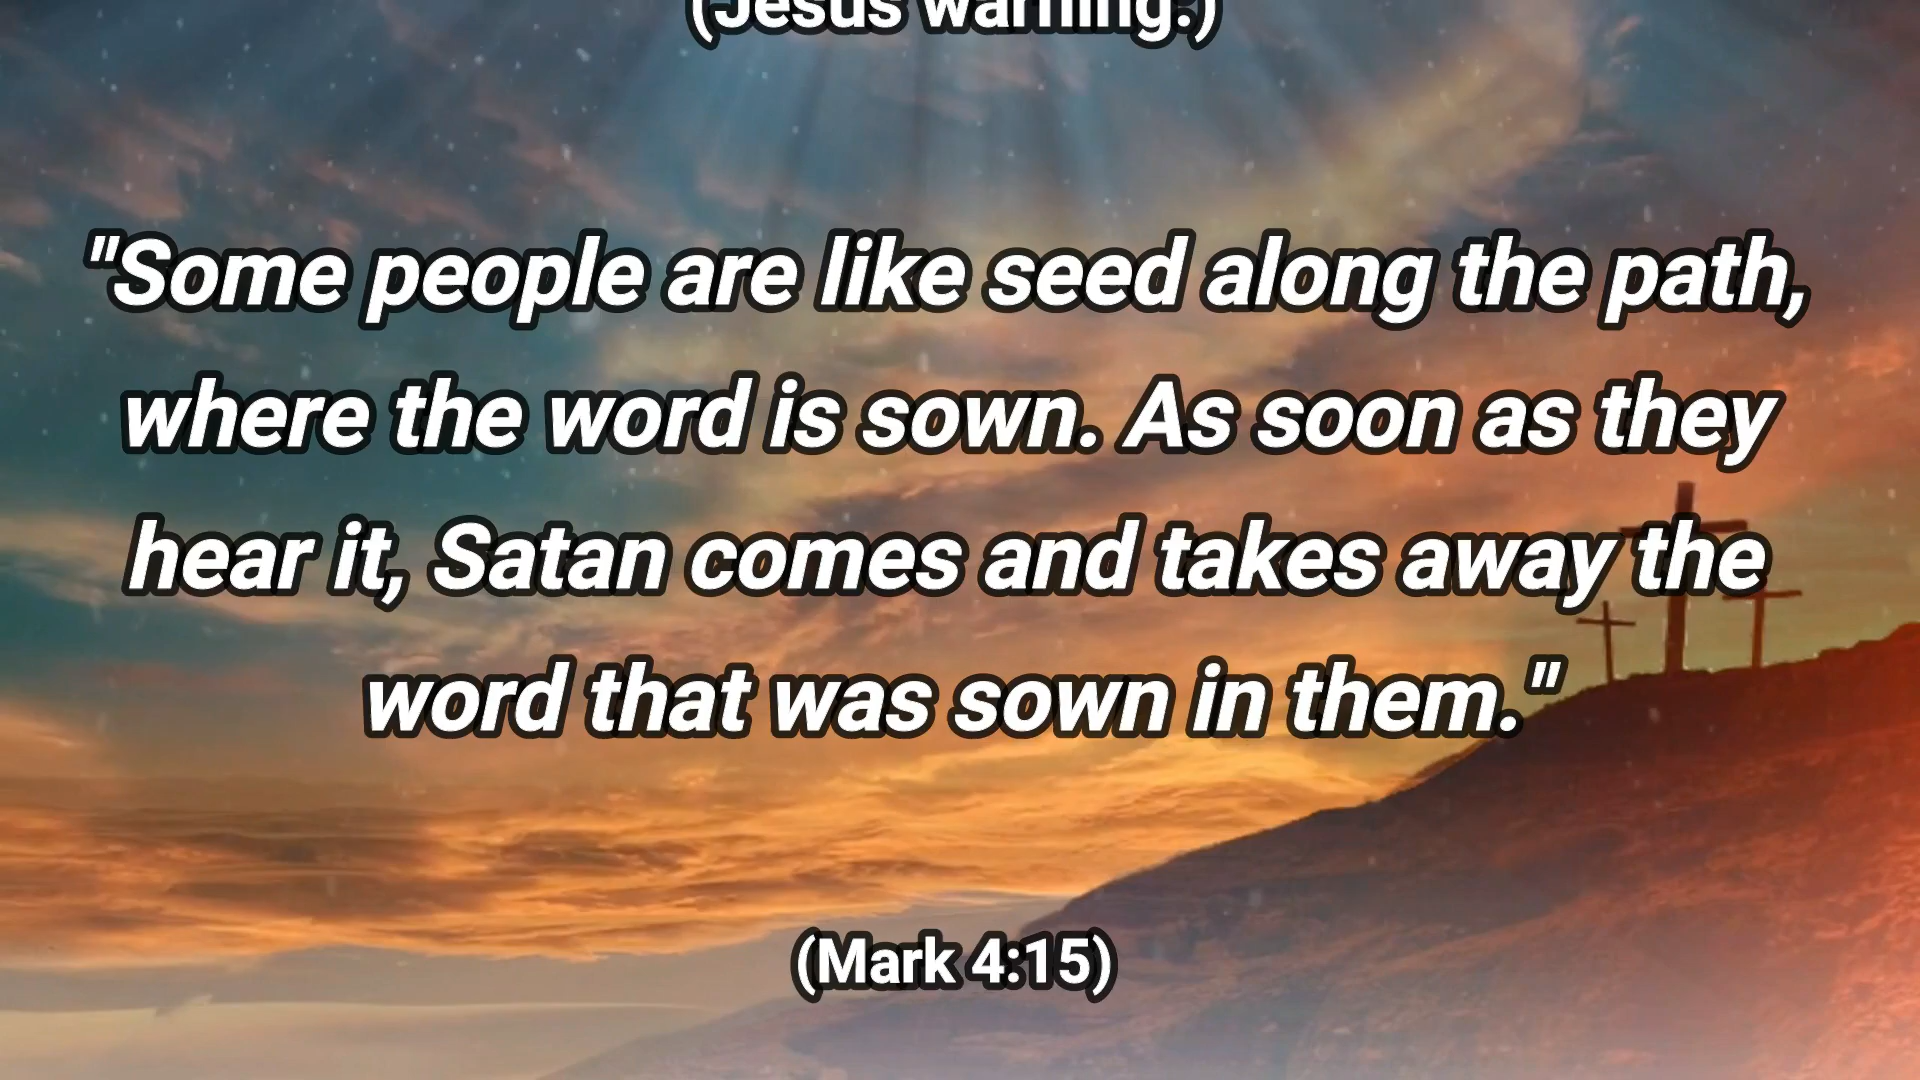 (Jesus warning.)
"Some people are like seed along the path,
where the word is sown. As soon as they
hear it, Satan comes and takes away the
word that was sown in them."
(Mark 4:15)